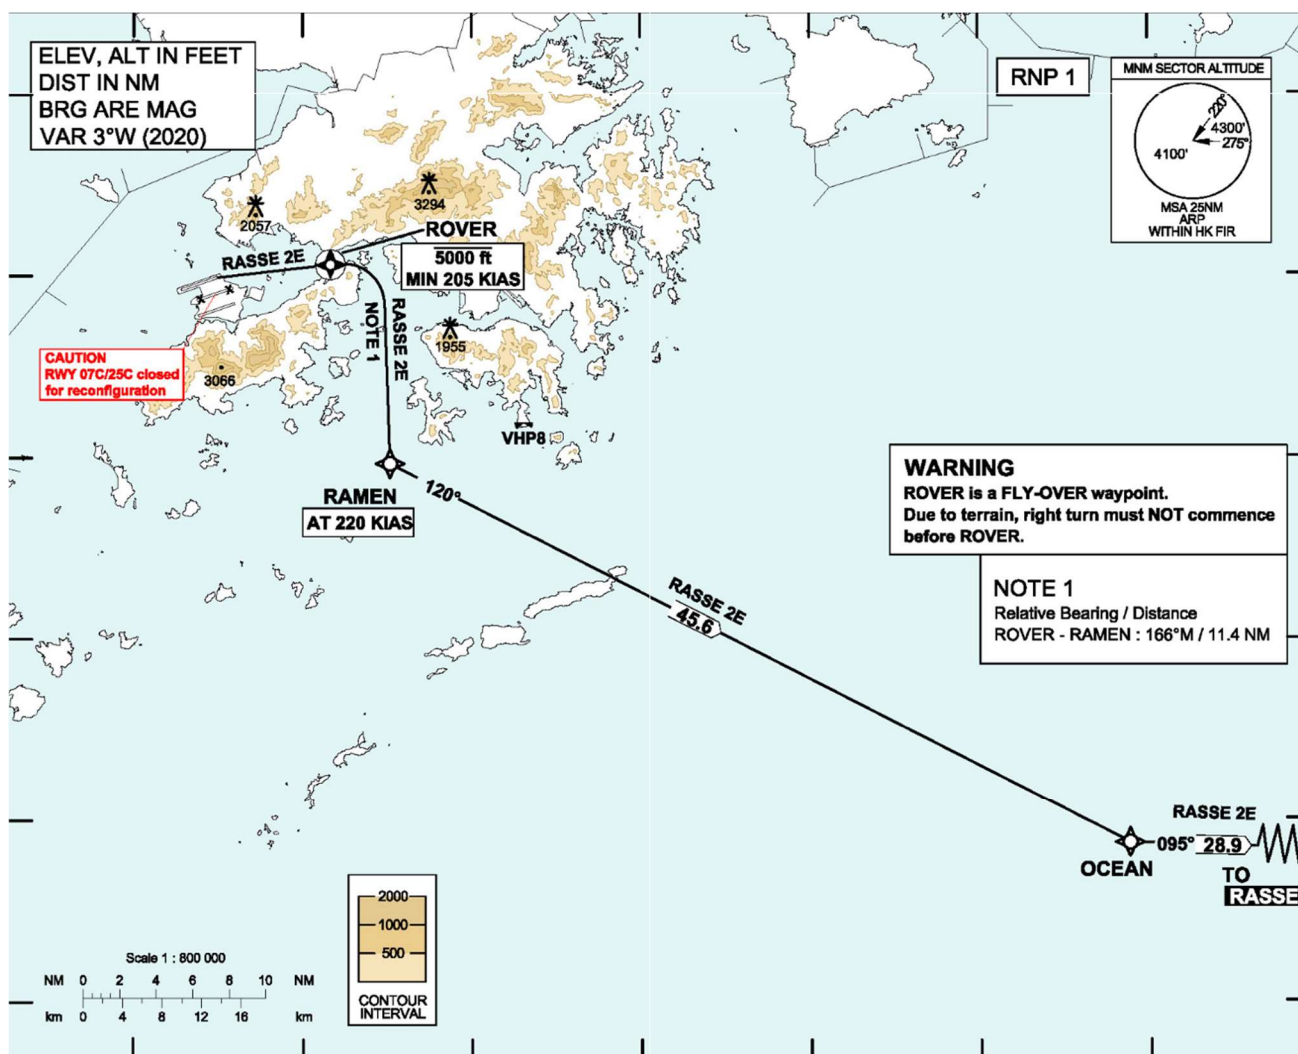 ELEV, ALT IN FEET
DIST IN NM
BRG ARE MAG
VAR 3°W (2020)
RNP 1
MNM SECTOR ALTITUDE
220°
4300'
275°
4100'
MSA 25NM
ARP
WITHIN HK FIR
3294
2057
ROVER
5000 ft
MIN 205 KIAS
RASSE 2E
RASSE 2E
NOTE 1
1955
CAUTION
RWY 07C/25C closed
for reconfiguration
3066
VHP8
RAMEN
AT 220 KIAS
120°
WARNING
ROVER is a FLY-OVER waypoint.
Due to terrain, right turn must NOT commence
before ROVER.
NOTE 1
Relative Bearing / Distance
ROVER - RAMEN : 166°M / 11.4 NM
RASSE 2E
45.6
RASSE 2E
095° 28.9
OCEAN
TO
RASSE
2000
1000
500
CONTOUR
INTERVAL
Scale 1 : 800 000
NM 0 2 4 6 8 10 NM
km 0 4 8 12 16 km